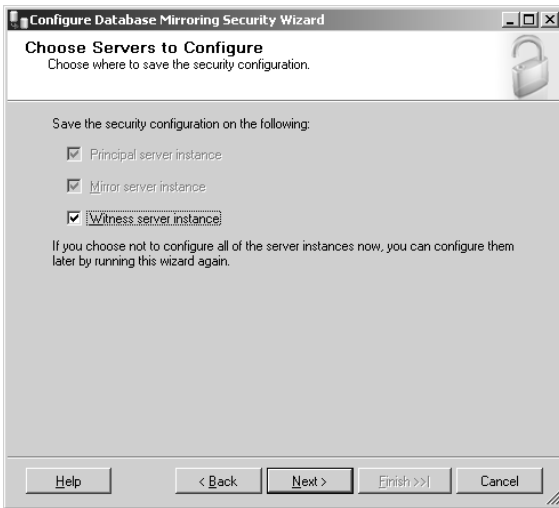 Configure Database Mirroring Security Wizard
Choose Servers to Configure
Choose where to save the security configuration.
Save the security configuration on the following:
Principal server instance
Mirror server instance
Witness server instance
If you choose not to configure all of the server instances now, you can configure them
later by running this wizard again.
Help < Back Next > Finish >>| Cancel